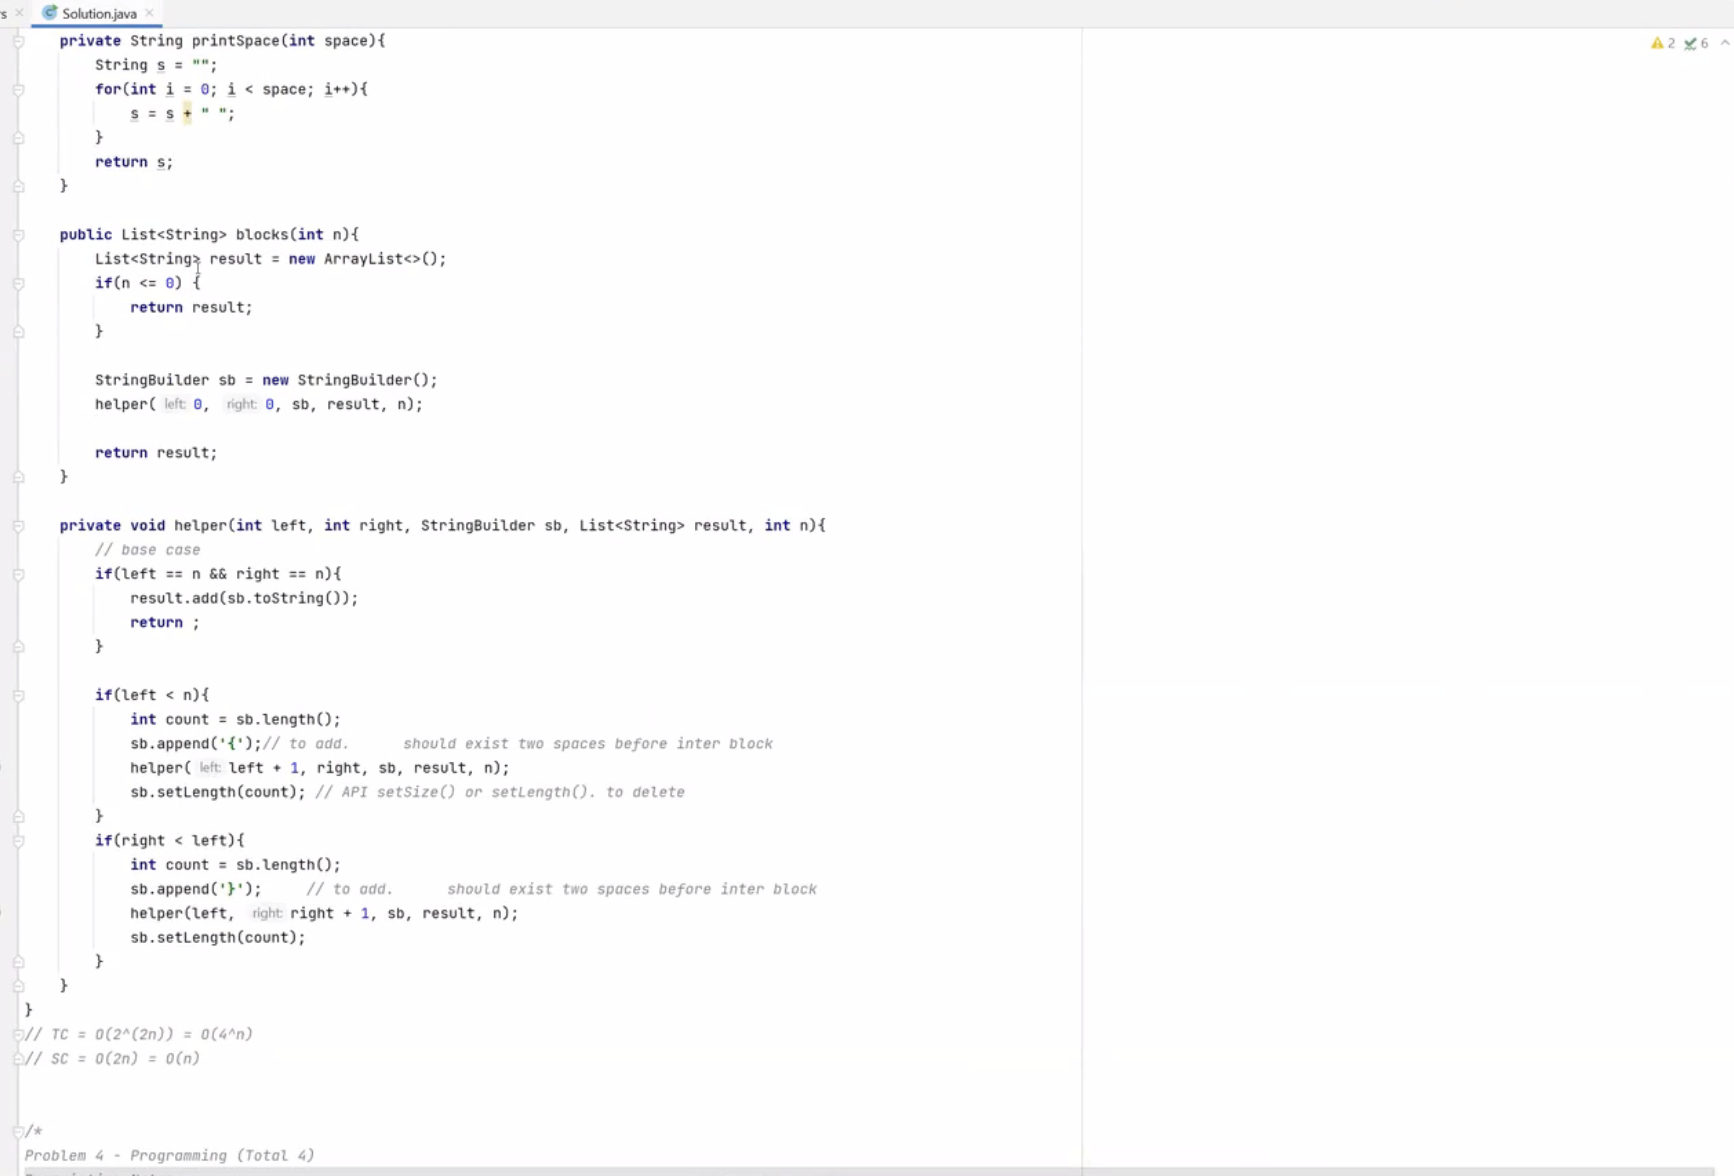 s
Solution.java
2 6
private String printSpace(int space){
String s = "";
for(int i = 0; i < space; i++){
s = s + " ";
}
return s;
}
public List<String> blocks(int n){
List<String> result = new ArrayList<>();
if(n <= 0) {
return result;
}
StringBuilder sb = new StringBuilder();
helper( left: 0, right: 0, sb, result, n);
return result;
}
private void helper(int left, int right, StringBuilder sb, List<String> result, int n){
// base case
if(left == n && right == n){
result.add(sb.toString());
return ;
}
if(left < n){
int count = sb.length();
sb.append('{');// to add.      should exist two spaces before inter block
helper( left: left + 1, right, sb, result, n);
sb.setLength(count); // API setSize() or setLength(). to delete
}
if(right < left){
int count = sb.length();
sb.append('}');     // to add.      should exist two spaces before inter block
helper(left, right: right + 1, sb, result, n);
sb.setLength(count);
}
}
}
// TC = O(2^(2n)) = O(4^n)
// SC = O(2n) = O(n)
/*
Problem 4 - Programming (Total 4)